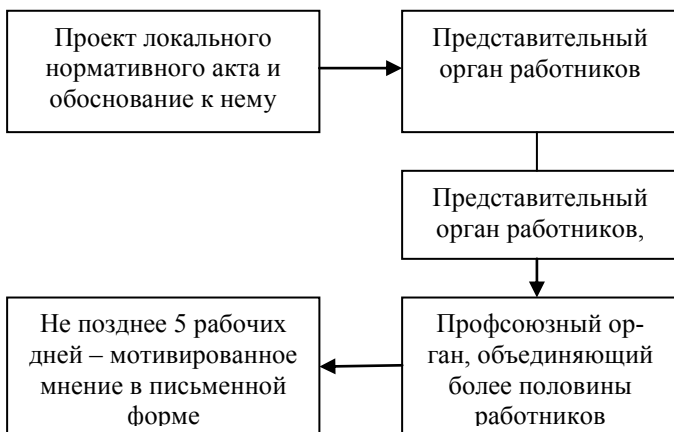 Проект локального
нормативного акта и
обоснование к нему
Представительный
орган работников
Представительный
орган работников,
Профсоюзный ор-
ган, объединяющий
более половины
работников
Не позднее 5 рабочих
дней – мотивированное
мнение в письменной
форме